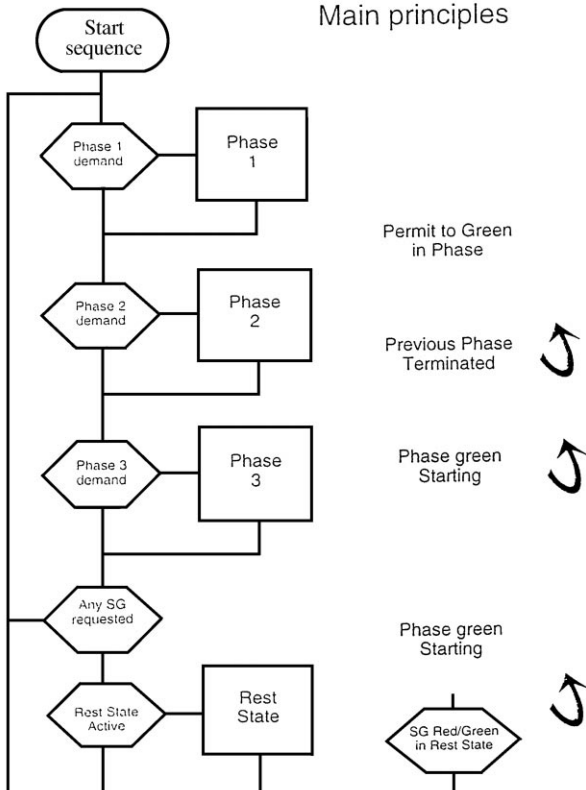 Main principles
Start
sequence
Phase 1
demand
Phase
1
Permit to Green
in Phase
Phase 2
demand
Phase
2
Previous Phase
Terminated
Phase 3
demand
Phase
3
Phase green
Starting
Any SG
requested
Phase green
Starting
Rest State
Active
Rest
State
SG Red/Green
in Rest State